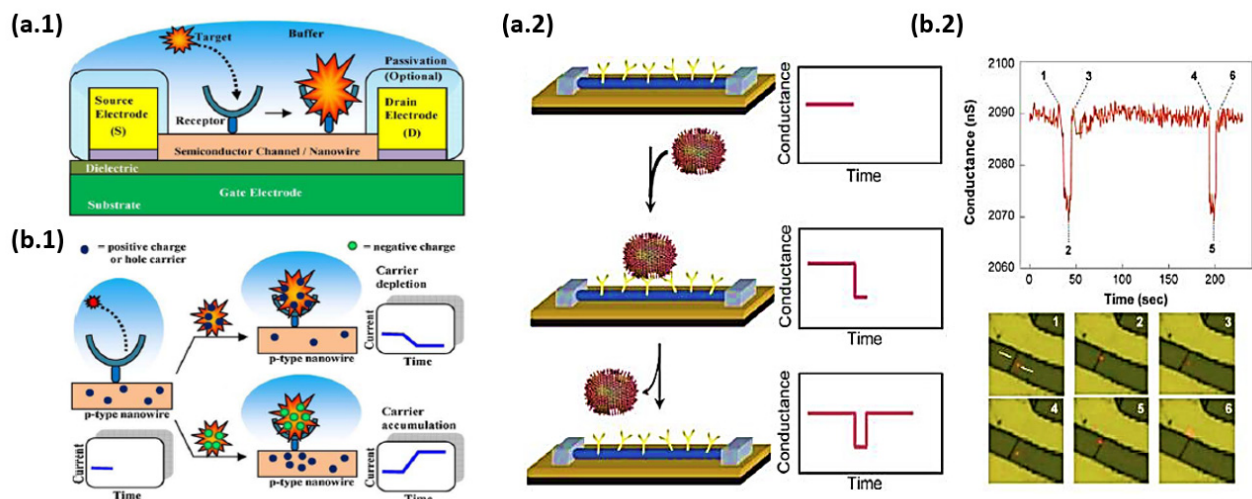 (a.1)
Target
Buffer
Passivation
(Optional)
Source
Electrode
(S)
Receptor
Drain
Electrode
(D)
Semiconductor Channel / Nanowire
Dielectric
Gate Electrode
Substrate
(b.1)
= positive charge
or hole carrier
= negative charge
Carrier
depletion
Current
Time
p-type nanowire
p-type nanowire
Carrier
accumulation
Current
Time
p-type nanowire
Current
Time
(a.2)
Conductance
Time
Conductance
Time
Conductance
Time
(b.2)
2100
2090
2080
2070
2060
Conductance (nS)
1
3
4
6
2
5
0
50
100
150
200
Time (sec)
1
2
3
4
5
6